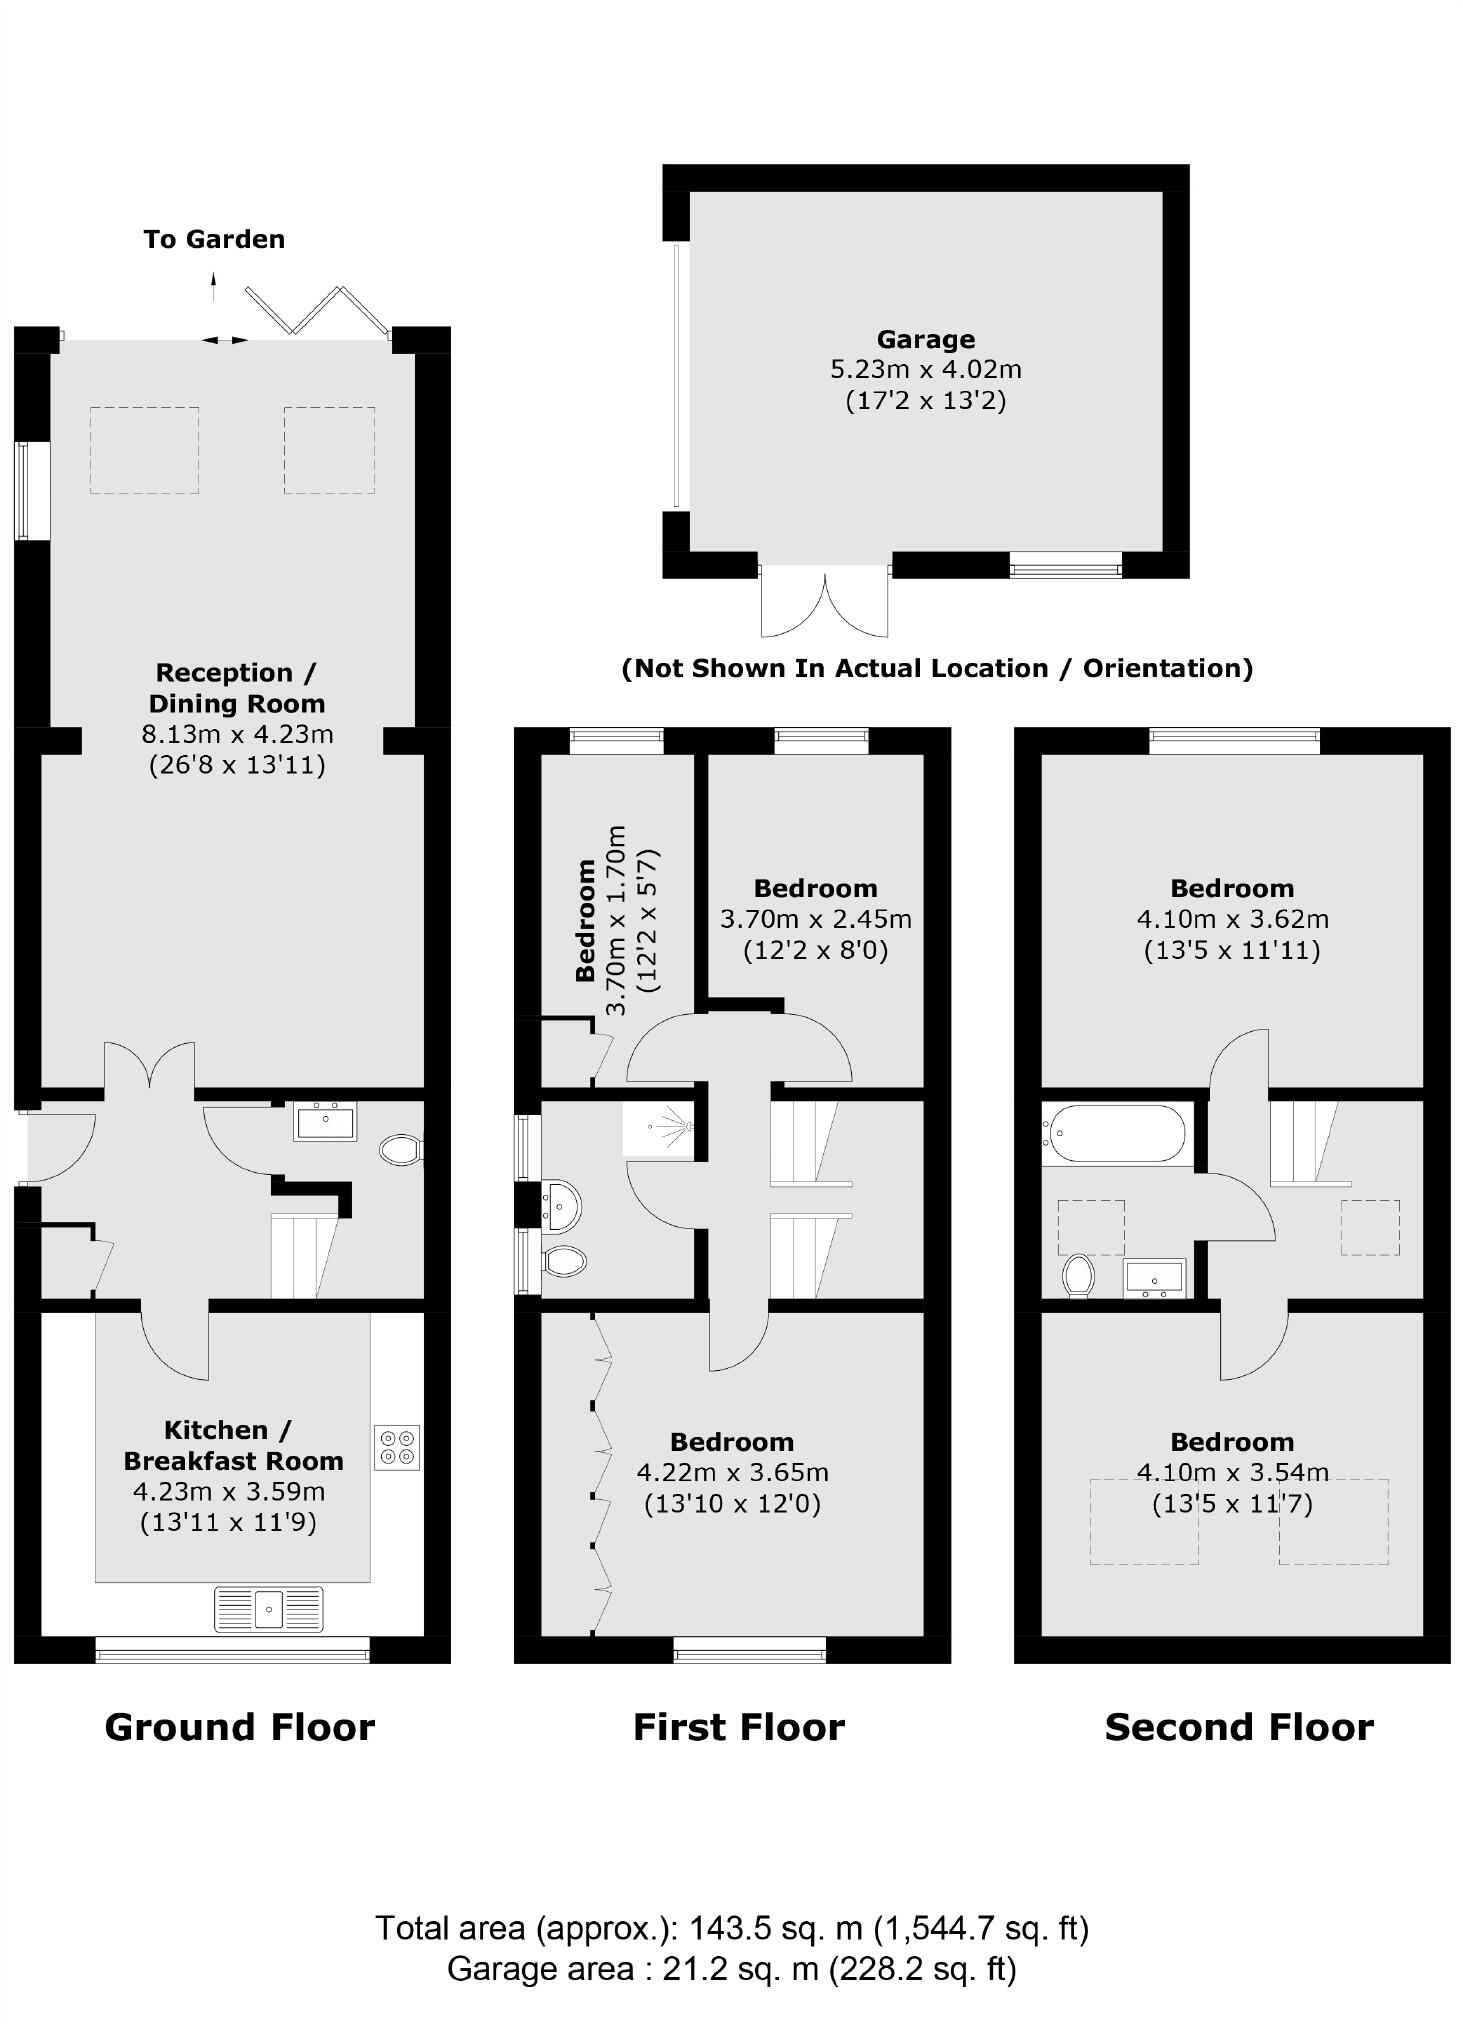 To Garden
Garage
5.23m x 4.02m
(17'2 x 13'2)
(Not Shown In Actual Location / Orientation)
Reception /
Dining Room
8.13m x 4.23m
(26'8 x 13'11)
Bedroom
3.70m x 1.70m
(12'2 x 5'7)
Bedroom
3.70m x 2.45m
(12'2 x 8'0)
Bedroom
4.10m x 3.62m
(13'5 x 11'11)
Kitchen /
Breakfast Room
4.23m x 3.59m
(13'11 x 11'9)
Bedroom
4.22m x 3.65m
(13'10 x 12'0)
Bedroom
4.10m x 3.54m
(13'5 x 11'7)
Ground Floor
First Floor
Second Floor
Total area (approx.): 143.5 sq. m (1,544.7 sq. ft)
Garage area : 21.2 sq. m (228.2 sq. ft)